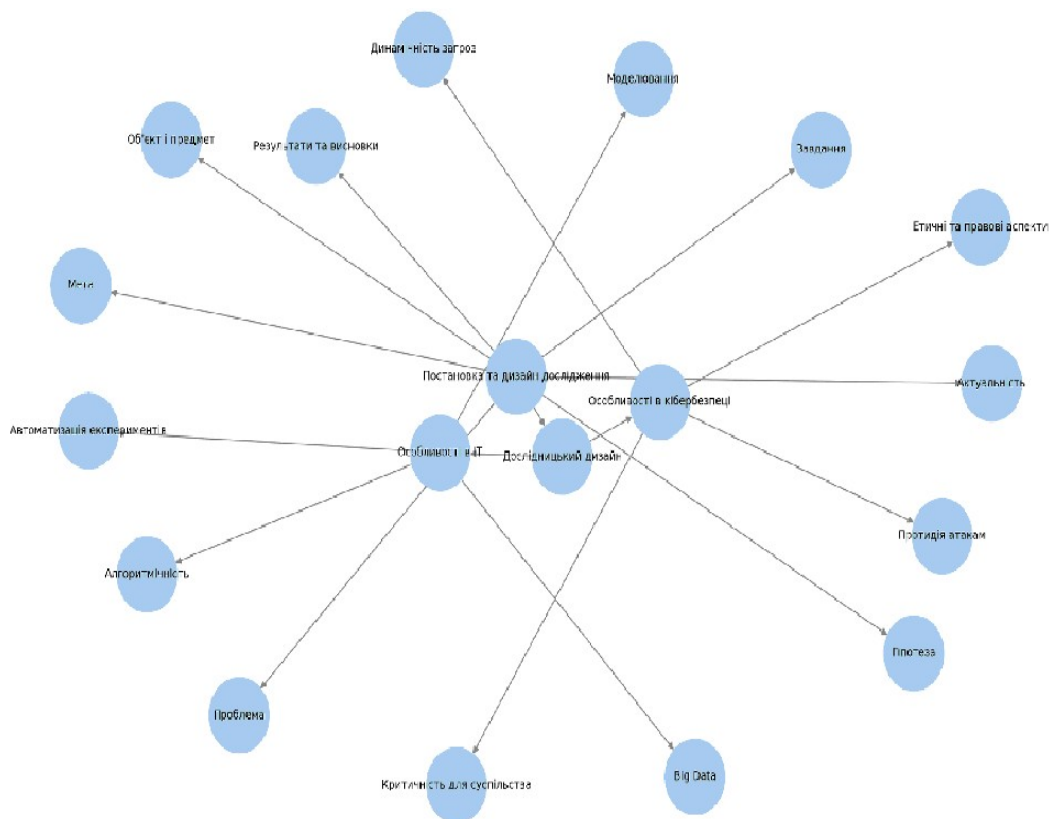 Динамічність загроз
Моделювання
Об'єкт і предмет
Результати та висновки
Завдання
Етичні та правові аспекти
Мета
Постановка та дизайн дослідження
Особливості в кібербезпеці
Актуальність
Автоматизація експериментів
Особливості в ІТ
Дослідницький дизайн
Протидія атакам
Алгоритмічність
Гіпотеза
Проблема
Критичність для суспільства
Big Data